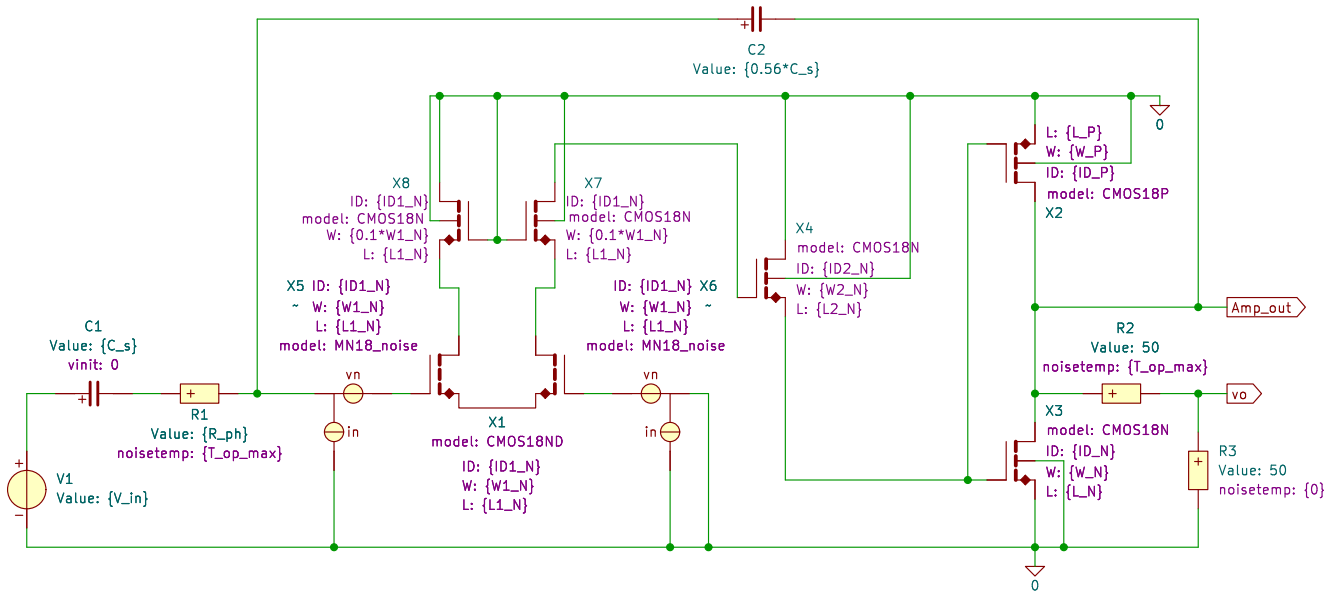 C2
Value: {0.56*C_s}
0
L: {L_P}
W: {W_P}
ID: {ID_P}
model: CMOS18P
X2
X8
ID: {ID1_N}
model: CMOS18N
W: {0.1*W1_N}
L: {L1_N}
X7
ID: {ID1_N}
model: CMOS18N
W: {0.1*W1_N}
L: {L1_N}
X4
model: CMOS18N
ID: {ID2_N}
W: {W2_N}
L: {L2_N}
X5 ID: {ID1_N}
~ W: {W1_N}
L: {L1_N}
model: MN18_noise
ID: {ID1_N} X6
W: {W1_N} ~
L: {L1_N}
model: MN18_noise
Amp_out
C1
Value: {C_s}
vinit: 0
R2
Value: 50
noisetemp: {T_op_max}
vn
vn
vo
+
+
+
R1
Value: {R_ph}
noisetemp: {T_op_max}
in
in
X1
model: CMOS18ND
ID: {ID1_N}
W: {W1_N}
L: {L1_N}
X3
model: CMOS18N
ID: {ID_N}
W: {W_N}
L: {L_N}
+
R3
Value: 50
noisetemp: {0}
+
V1
Value: {V_in}
−
+
0